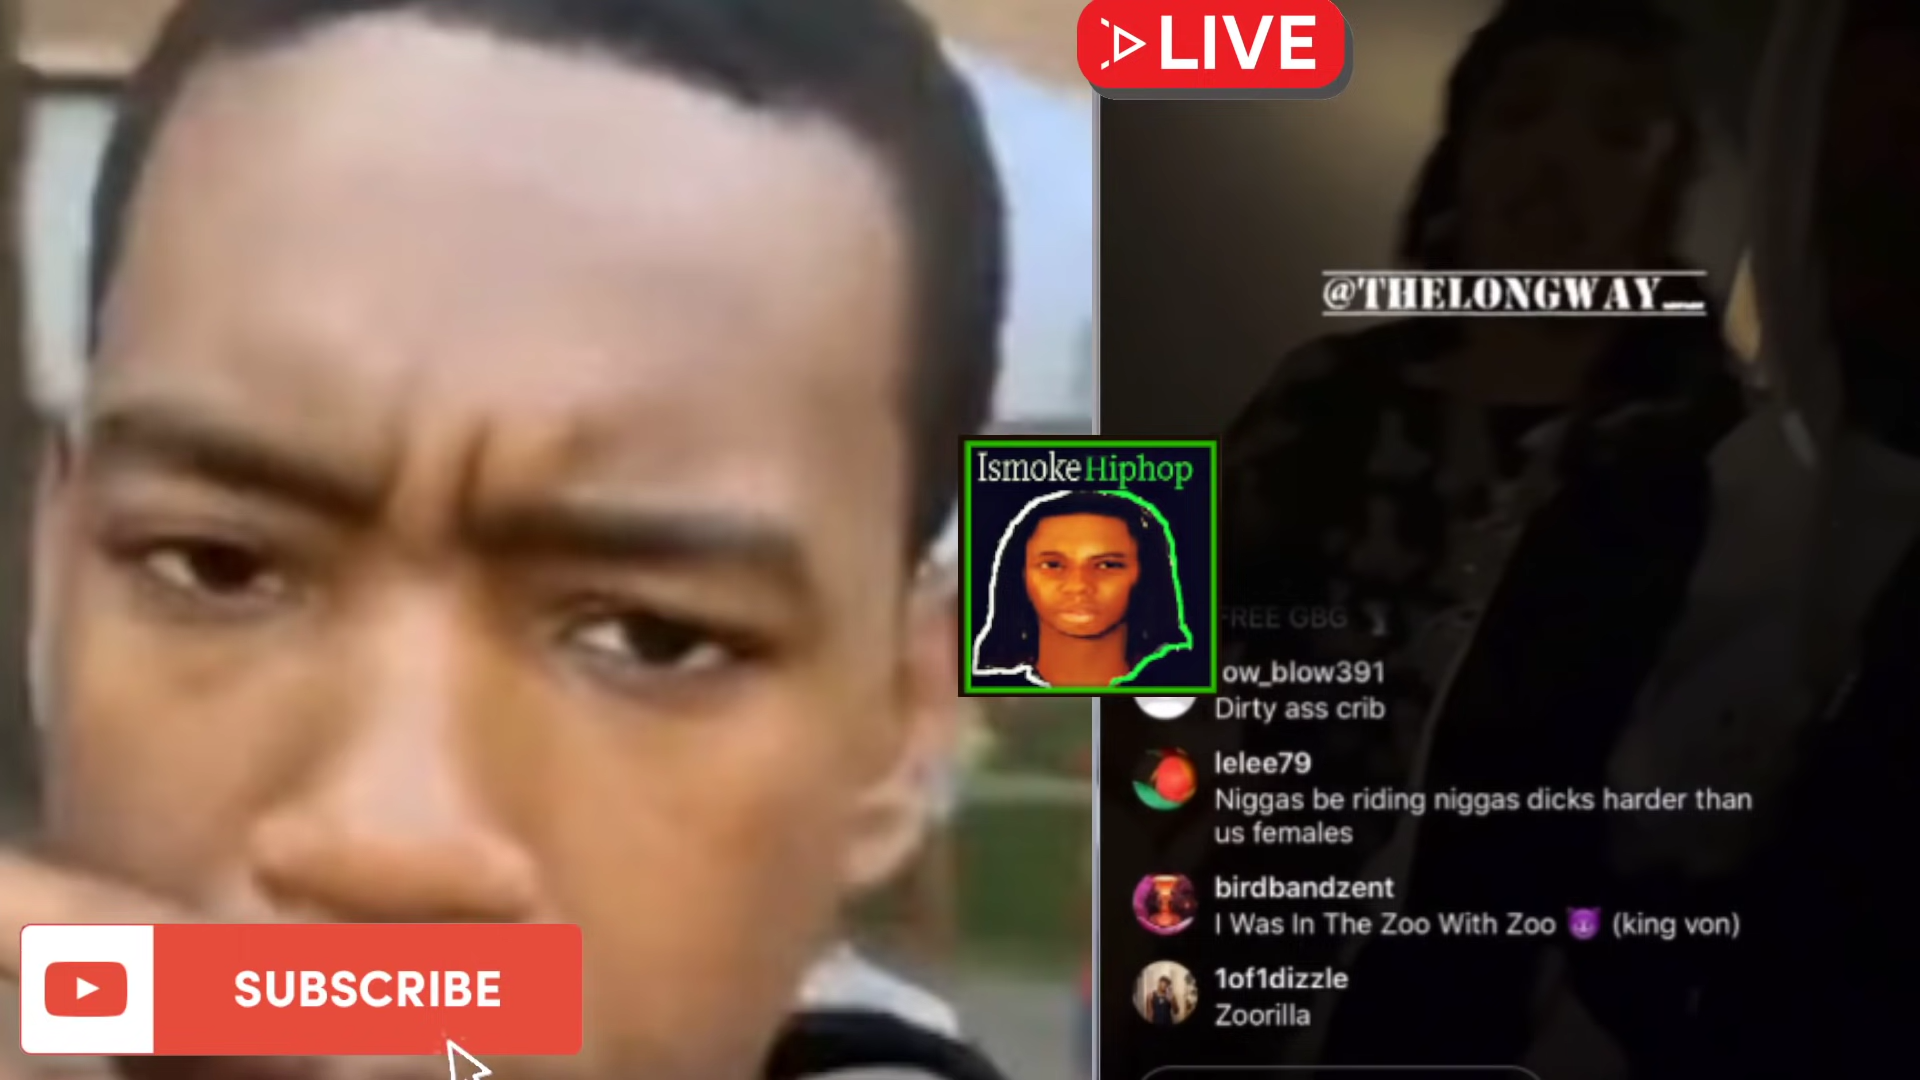 LIVE
@THELONGWAY__
Ismoke Hiphop
FREE GBG
ow_blow391
Dirty ass crib
lelee79
Niggas be riding niggas dicks harder than
us females
birdbandzent
I Was In The Zoo With Zoo 😈 (king von)
1of1dizzle
Zoorilla
SUBSCRIBE